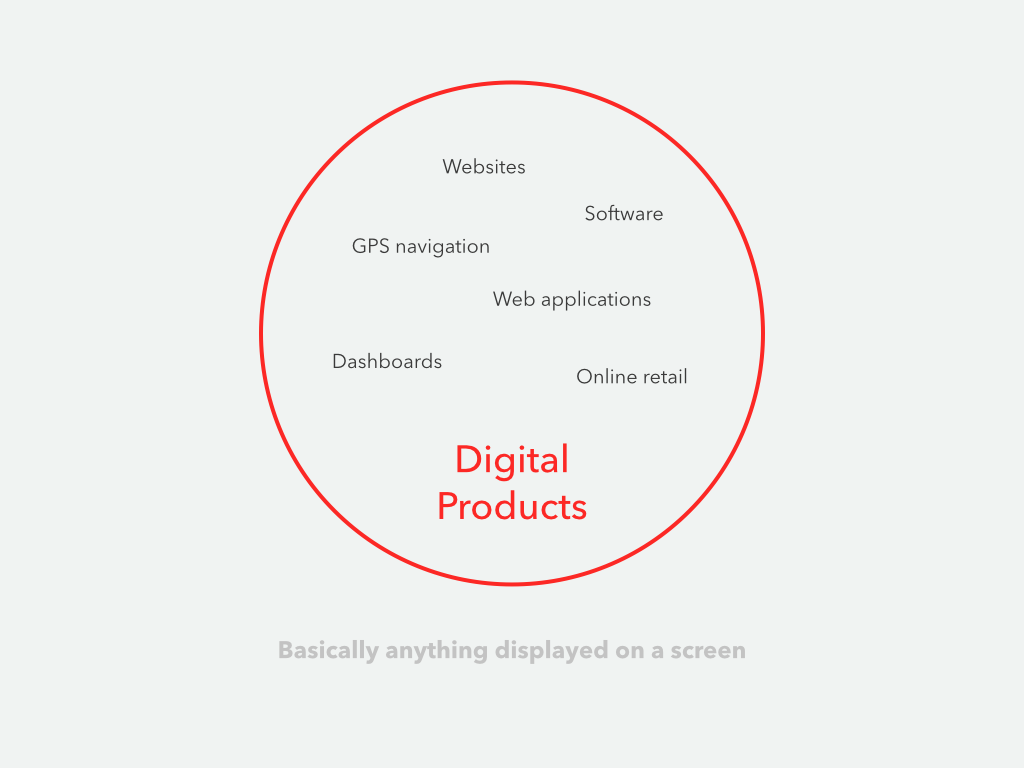 Websites
Software
GPS navigation
Web applications
Dashboards
Online retail
Digital
Products
Basically anything displayed on a screen